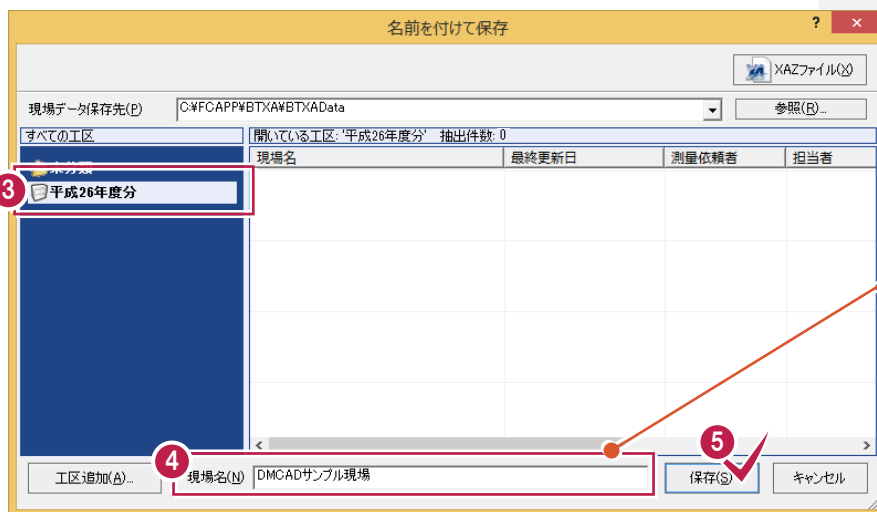 名前を付けて保存
? ×
XAZファイル(X)
現場データ保存先(P) C:¥FCAPP¥BTXA¥BTXAData 参照(R)...
すべての工区 開いている工区: '平成26年度分' 抽出件数: 0
未分類 現場名 最終更新日 測量依頼者 担当者
3 平成26年度分
4 5
工区追加(A)... 現場名(N) DMCADサンプル現場 保存(S) キャンセル